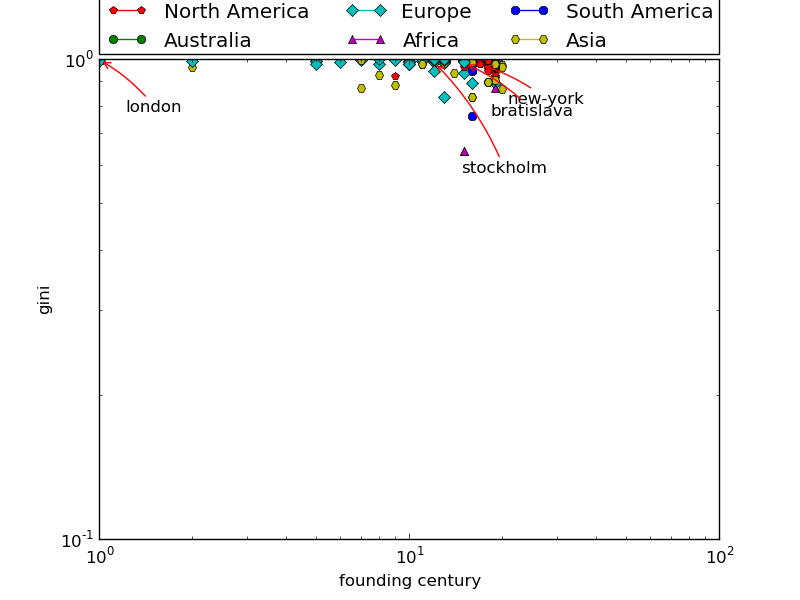 North America Europe South America
Australia Africa Asia
10^0
london
new-york
bratislava
stockholm
gini
10^-1
10^0 10^1 10^2
founding century